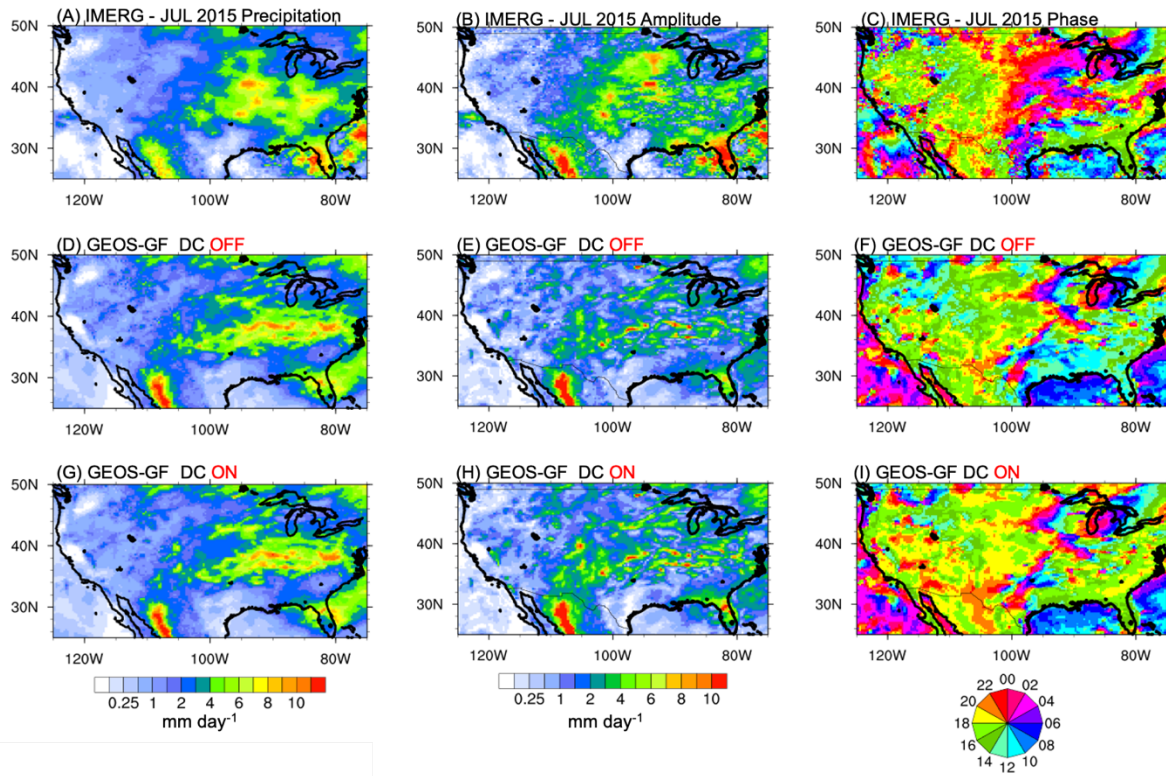 (A) IMERG - JUL 2015 Precipitation
(B) IMERG - JUL 2015 Amplitude
(C) IMERG - JUL 2015 Phase
50N
40N
30N
120W 100W 80W
50N
40N
30N
120W 100W 80W
50N
40N
30N
120W 100W 80W
(D) GEOS-GF DC OFF
(E) GEOS-GF DC OFF
(F) GEOS-GF DC OFF
50N
40N
30N
120W 100W 80W
50N
40N
30N
120W 100W 80W
50N
40N
30N
120W 100W 80W
(G) GEOS-GF DC ON
(H) GEOS-GF DC ON
(I) GEOS-GF DC ON
50N
40N
30N
120W 100W 80W
50N
40N
30N
120W 100W 80W
50N
40N
30N
120W 100W 80W
0.25 1 2 4 6 8 10
mm day-1
0.25 1 2 4 6 8 10
mm day-1
00
22 02
20 04
18 06
16 08
14 10
12